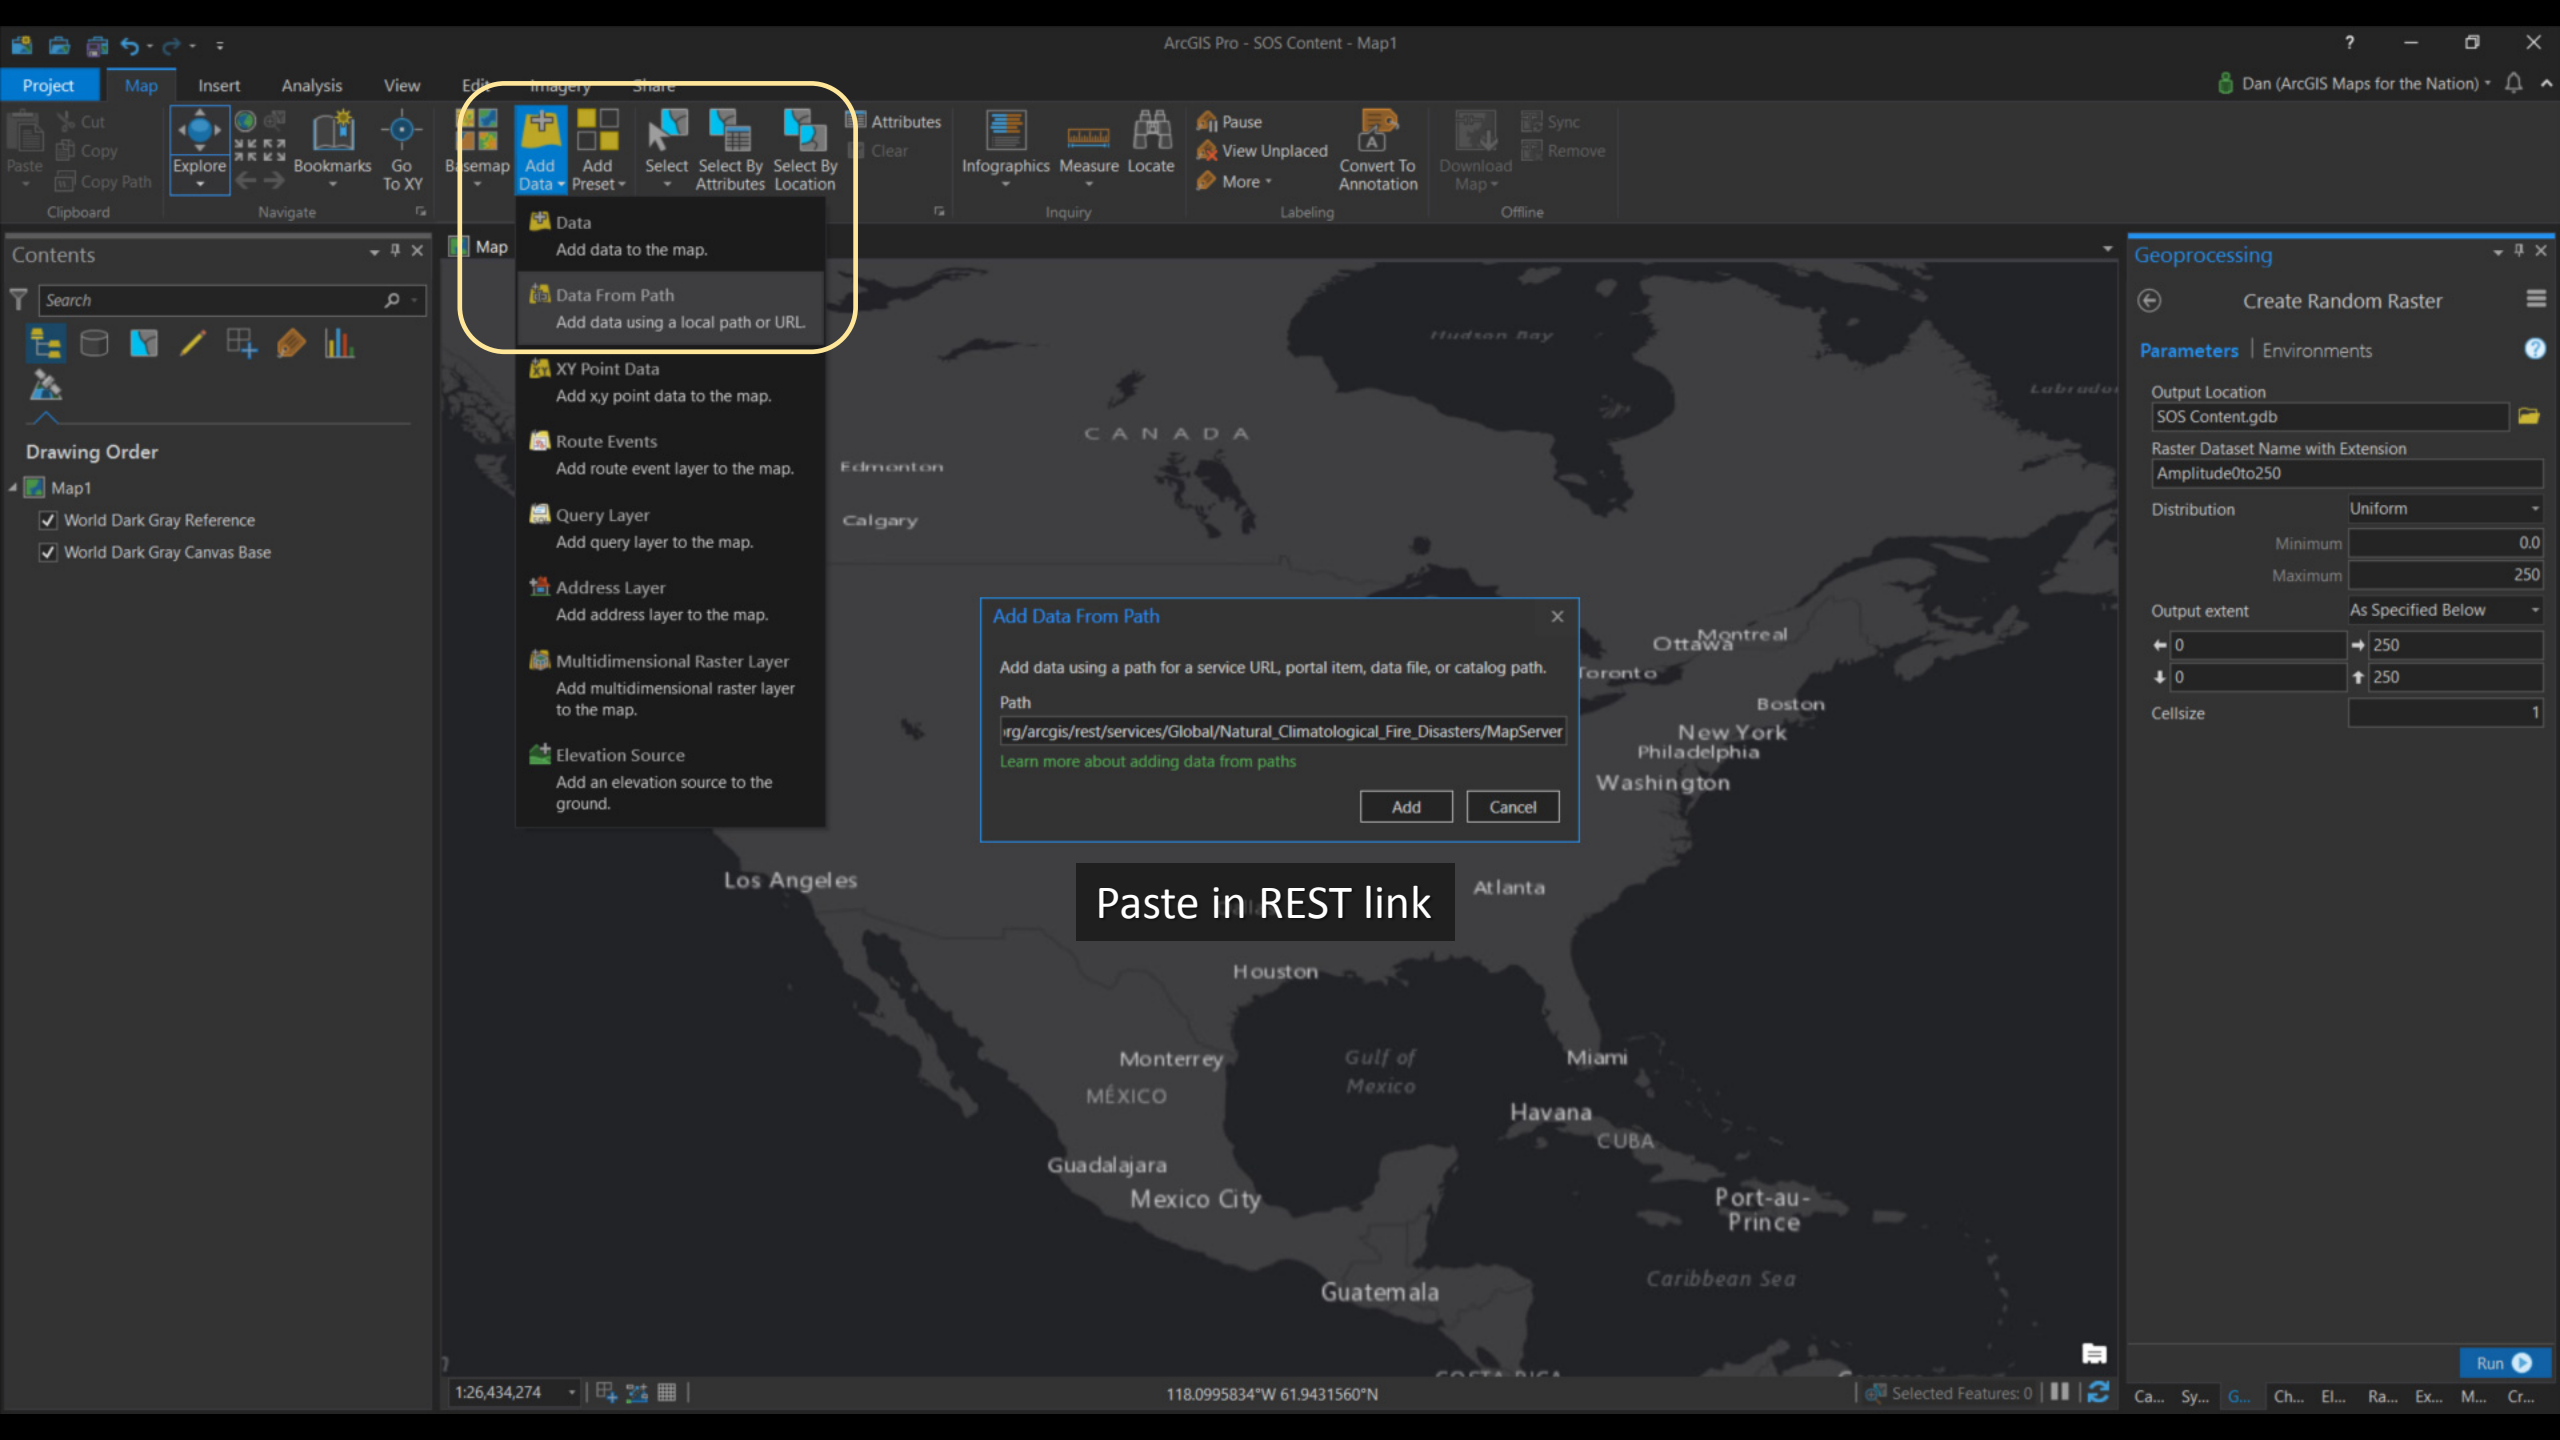 ArcGIS Pro - SOS Content - Map1
?
Project Map Insert Analysis View Edit Imagery Share
Dan (ArcGIS Maps for the Nation)
Paste
Cut
Copy
Copy Path
Clipboard
Explore
Bookmarks
Go
To XY
Navigate
Basemap
Add
Data
Add
Preset
Select
Select By
Attributes
Select By
Location
Attributes
Clear
Infographics
Measure
Locate
Inquiry
Pause
View Unplaced
More
Convert To
Annotation
Labeling
Download
Map
Sync
Remove
Offline
Data
Add data to the map.
Data From Path
Add data using a local path or URL.
XY Point Data
Add x,y point data to the map.
Route Events
Add route event layer to the map.
Query Layer
Add query layer to the map.
Address Layer
Add address layer to the map.
Multidimensional Raster Layer
Add multidimensional raster layer
to the map.
Elevation Source
Add an elevation source to the
ground.
Contents
Search
Drawing Order
Map1
World Dark Gray Reference
World Dark Gray Canvas Base
Map
Hudson Bay
CANADA
Edmonton
Calgary
Ottawa
Montreal
Toronto
Boston
New York
Philadelphia
Washington
Add Data From Path
Add data using a path for a service URL, portal item, data file, or catalog path.
Path
rg/arcgis/rest/services/Global/Natural_Climatological_Fire_Disasters/MapServer
Learn more about adding data from paths
Add
Cancel
Paste in REST link
Los Angeles
Atlanta
Houston
Monterrey
MÉXICO
Gulf of
Mexico
Miami
Havana
CUBA
Guadalajara
Mexico City
Port-au-
Prince
Caribbean Sea
Guatemala
1:26,434,274
118.0995834°W 61.9431560°N
Selected Features: 0
Geoprocessing
Create Random Raster
Parameters Environments
?
Output Location
SOS Content.gdb
Raster Dataset Name with Extension
Amplitude0to250
Distribution Uniform
Minimum 0.0
Maximum 250
Output extent As Specified Below
0 250
0 250
Cellsize 1
Run
Ca... Sy... G... Ch... El... Ra... Ex... M... Cr...